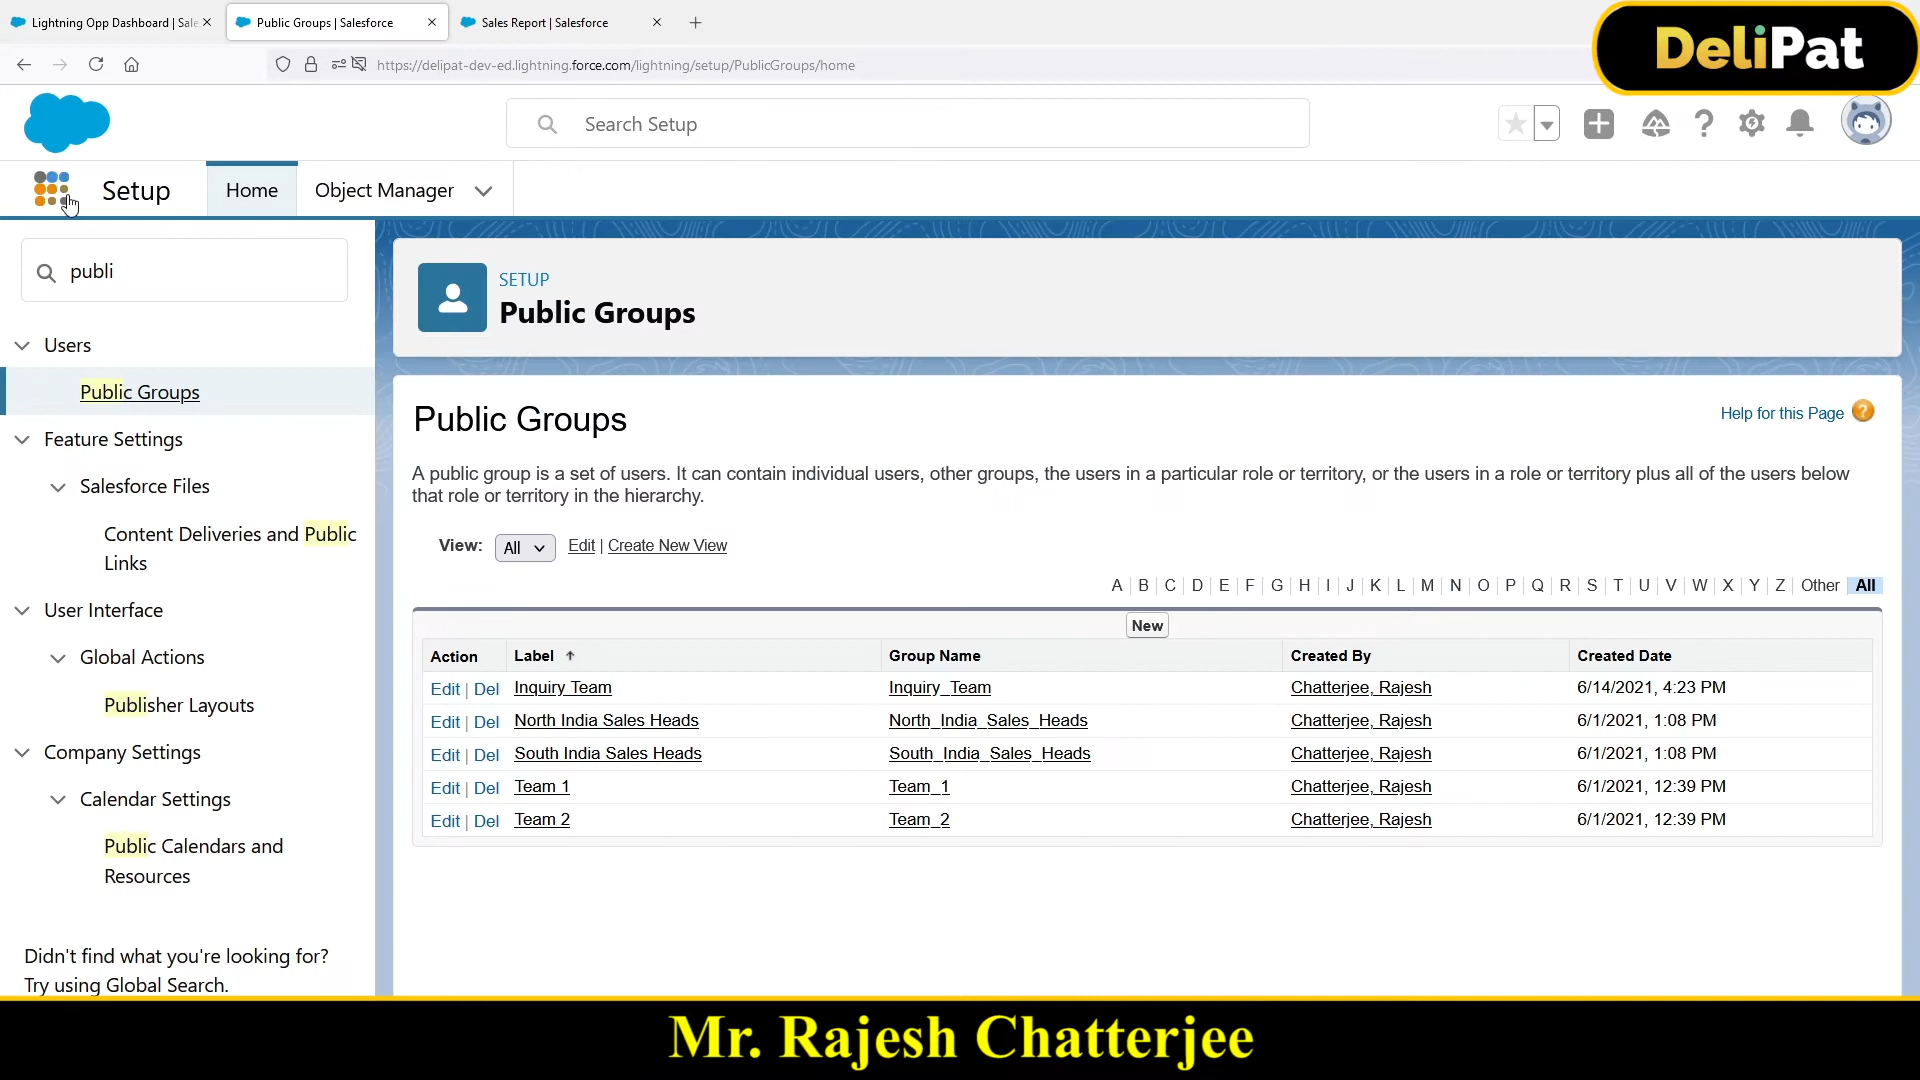 Lightning Opp Dashboard | Sale
Public Groups | Salesforce
Sales Report | Salesforce
https://delipat-dev-ed.lightning.force.com/lightning/setup/PublicGroups/home
DeliPat
Search Setup
Setup
Home
Object Manager
publi
Users
Public Groups
Feature Settings
Salesforce Files
Content Deliveries and Public
Links
User Interface
Global Actions
Publisher Layouts
Company Settings
Calendar Settings
Public Calendars and
Resources
Didn't find what you're looking for?
Try using Global Search.
SETUP
Public Groups
Public Groups
Help for this Page ?
A public group is a set of users. It can contain individual users, other groups, the users in a particular role or territory, or the users in a role or territory plus all of the users below
that role or territory in the hierarchy.
View: All Edit | Create New View
A | B | C | D | E | F | G | H | I | J | K | L | M | N | O | P | Q | R | S | T | U | V | W | X | Y | Z | Other | All
New
Action Label Group Name Created By Created Date
Edit | Del Inquiry Team Inquiry_Team Chatterjee, Rajesh 6/14/2021, 4:23 PM
Edit | Del North India Sales Heads North_India_Sales_Heads Chatterjee, Rajesh 6/1/2021, 1:08 PM
Edit | Del South India Sales Heads South_India_Sales_Heads Chatterjee, Rajesh 6/1/2021, 1:08 PM
Edit | Del Team 1 Team_1 Chatterjee, Rajesh 6/1/2021, 12:39 PM
Edit | Del Team 2 Team_2 Chatterjee, Rajesh 6/1/2021, 12:39 PM
Mr. Rajesh Chatterjee